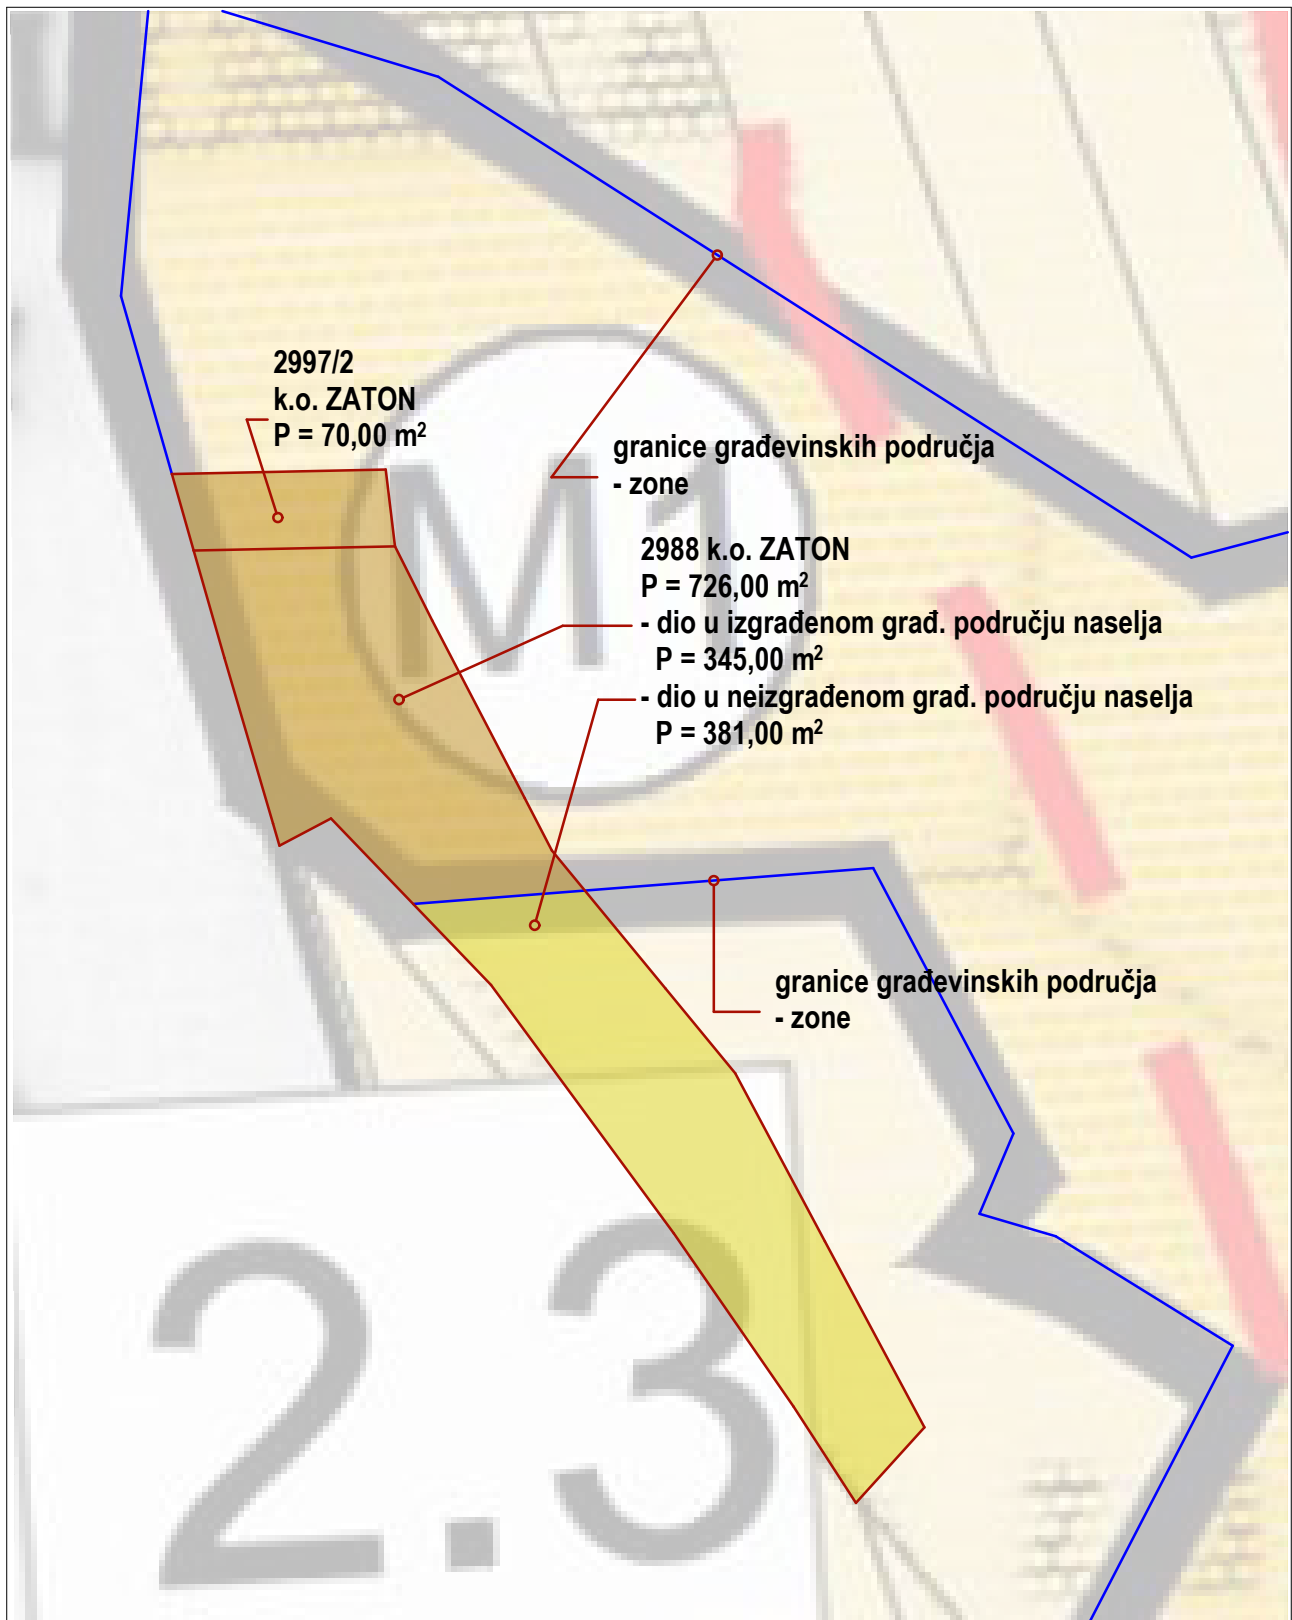 2997/2
k.o. ZATON
P = 70,00 m²
granice građevinskih područja
- zone
M1
2988 k.o. ZATON
P = 726,00 m²
- dio u izgrađenom građ. području naselja
P = 345,00 m²
- dio u neizgrađenom građ. području naselja
P = 381,00 m²
granice građevinskih područja
- zone
2.3